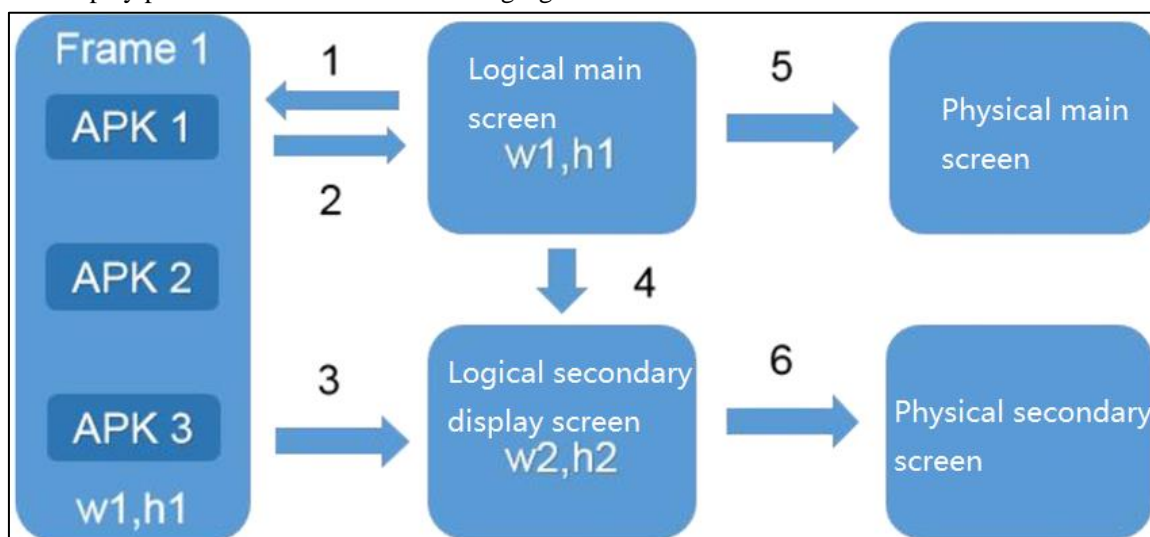 Frame 1
APK 1
APK 2
APK 3
w1,h1
1
2
3
Logical main
screen
w1,h1
4
Logical secondary
display screen
w2,h2
5
6
Physical main
screen
Physical secondary
screen